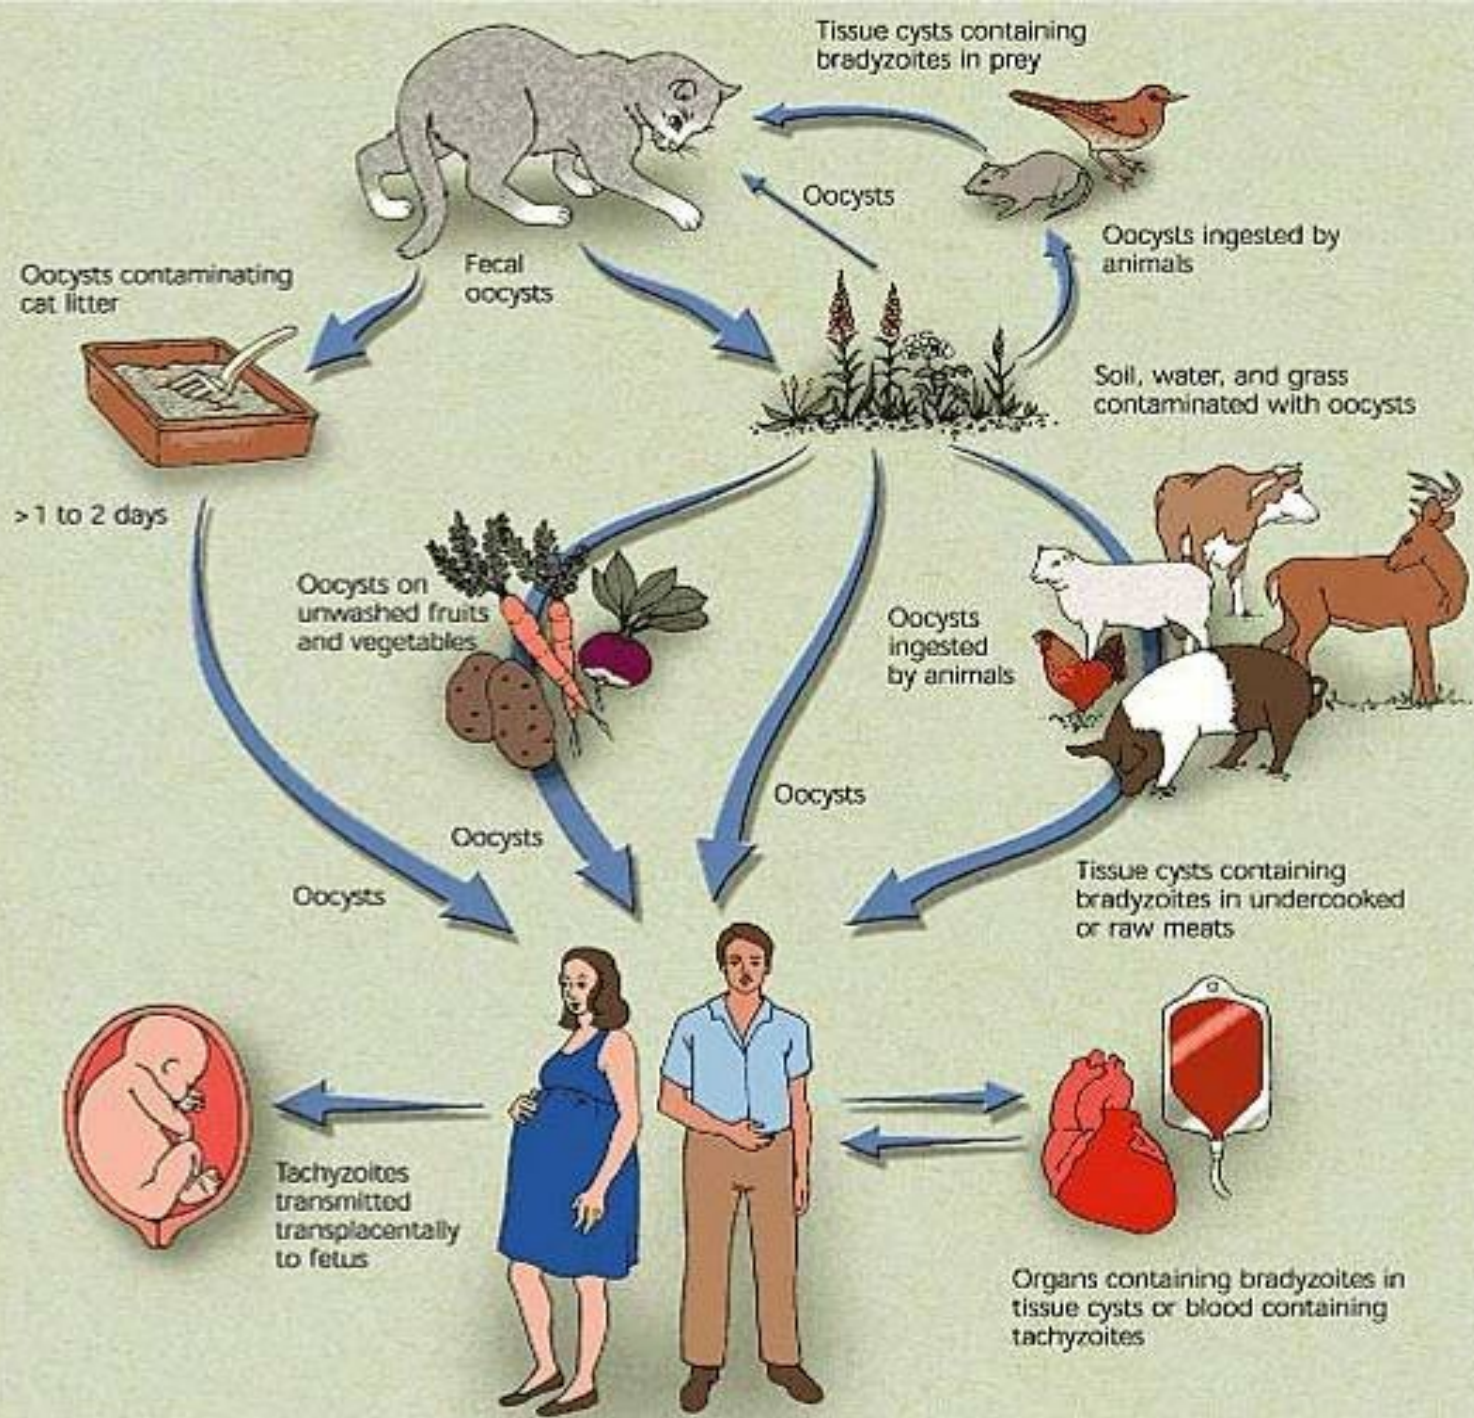 Tissue cysts containing
bradyzoites in prey
Oocysts
Oocysts ingested by
animals
Fecal
oocysts
Oocysts contaminating
cat litter
Soil, water, and grass
contaminated with oocysts
> 1 to 2 days
Oocysts on
unwashed fruits
and vegetables
Oocysts
ingested
by animals
Oocysts
Oocysts
Oocysts
Tissue cysts containing
bradyzoites in undercooked
or raw meats
Tachyzoites
transmitted
transplacentally
to fetus
Organs containing bradyzoites in
tissue cysts or blood containing
tachyzoites